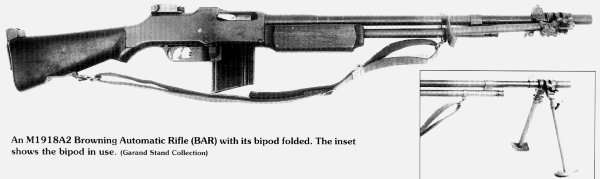 An M1918A2 Browning Automatic Rifle (BAR) with its bipod folded. The inset
shows the bipod in use. (Garand Stand Collection)